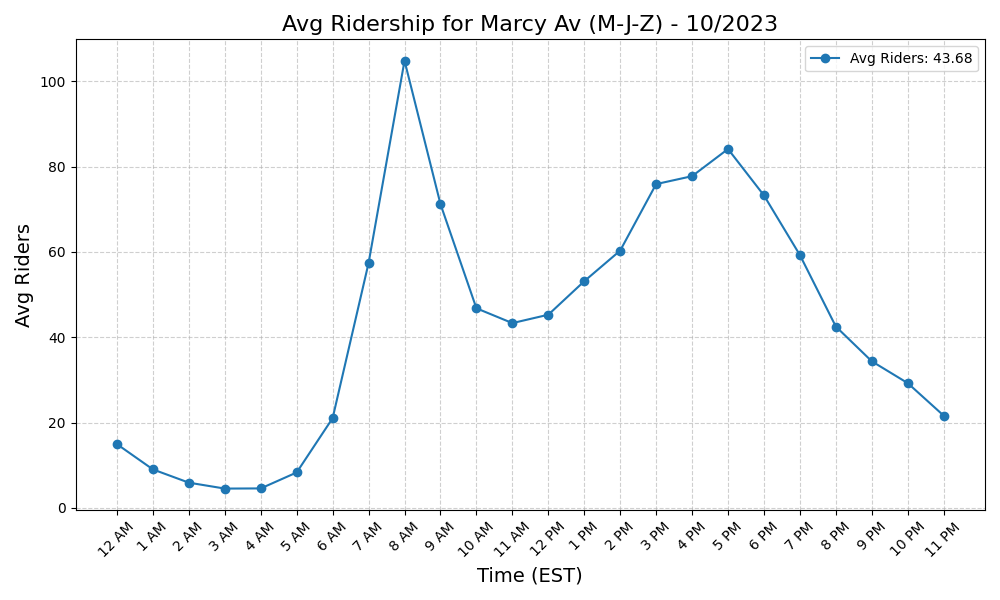 Avg Ridership for Marcy Av (M-J-Z) - 10/2023
Avg Riders: 43.68
Avg Riders
100
80
60
40
20
0
12 AM
1 AM
2 AM
3 AM
4 AM
5 AM
6 AM
7 AM
8 AM
9 AM
10 AM
11 AM
12 PM
1 PM
2 PM
3 PM
4 PM
5 PM
6 PM
7 PM
8 PM
9 PM
10 PM
11 PM
Time (EST)